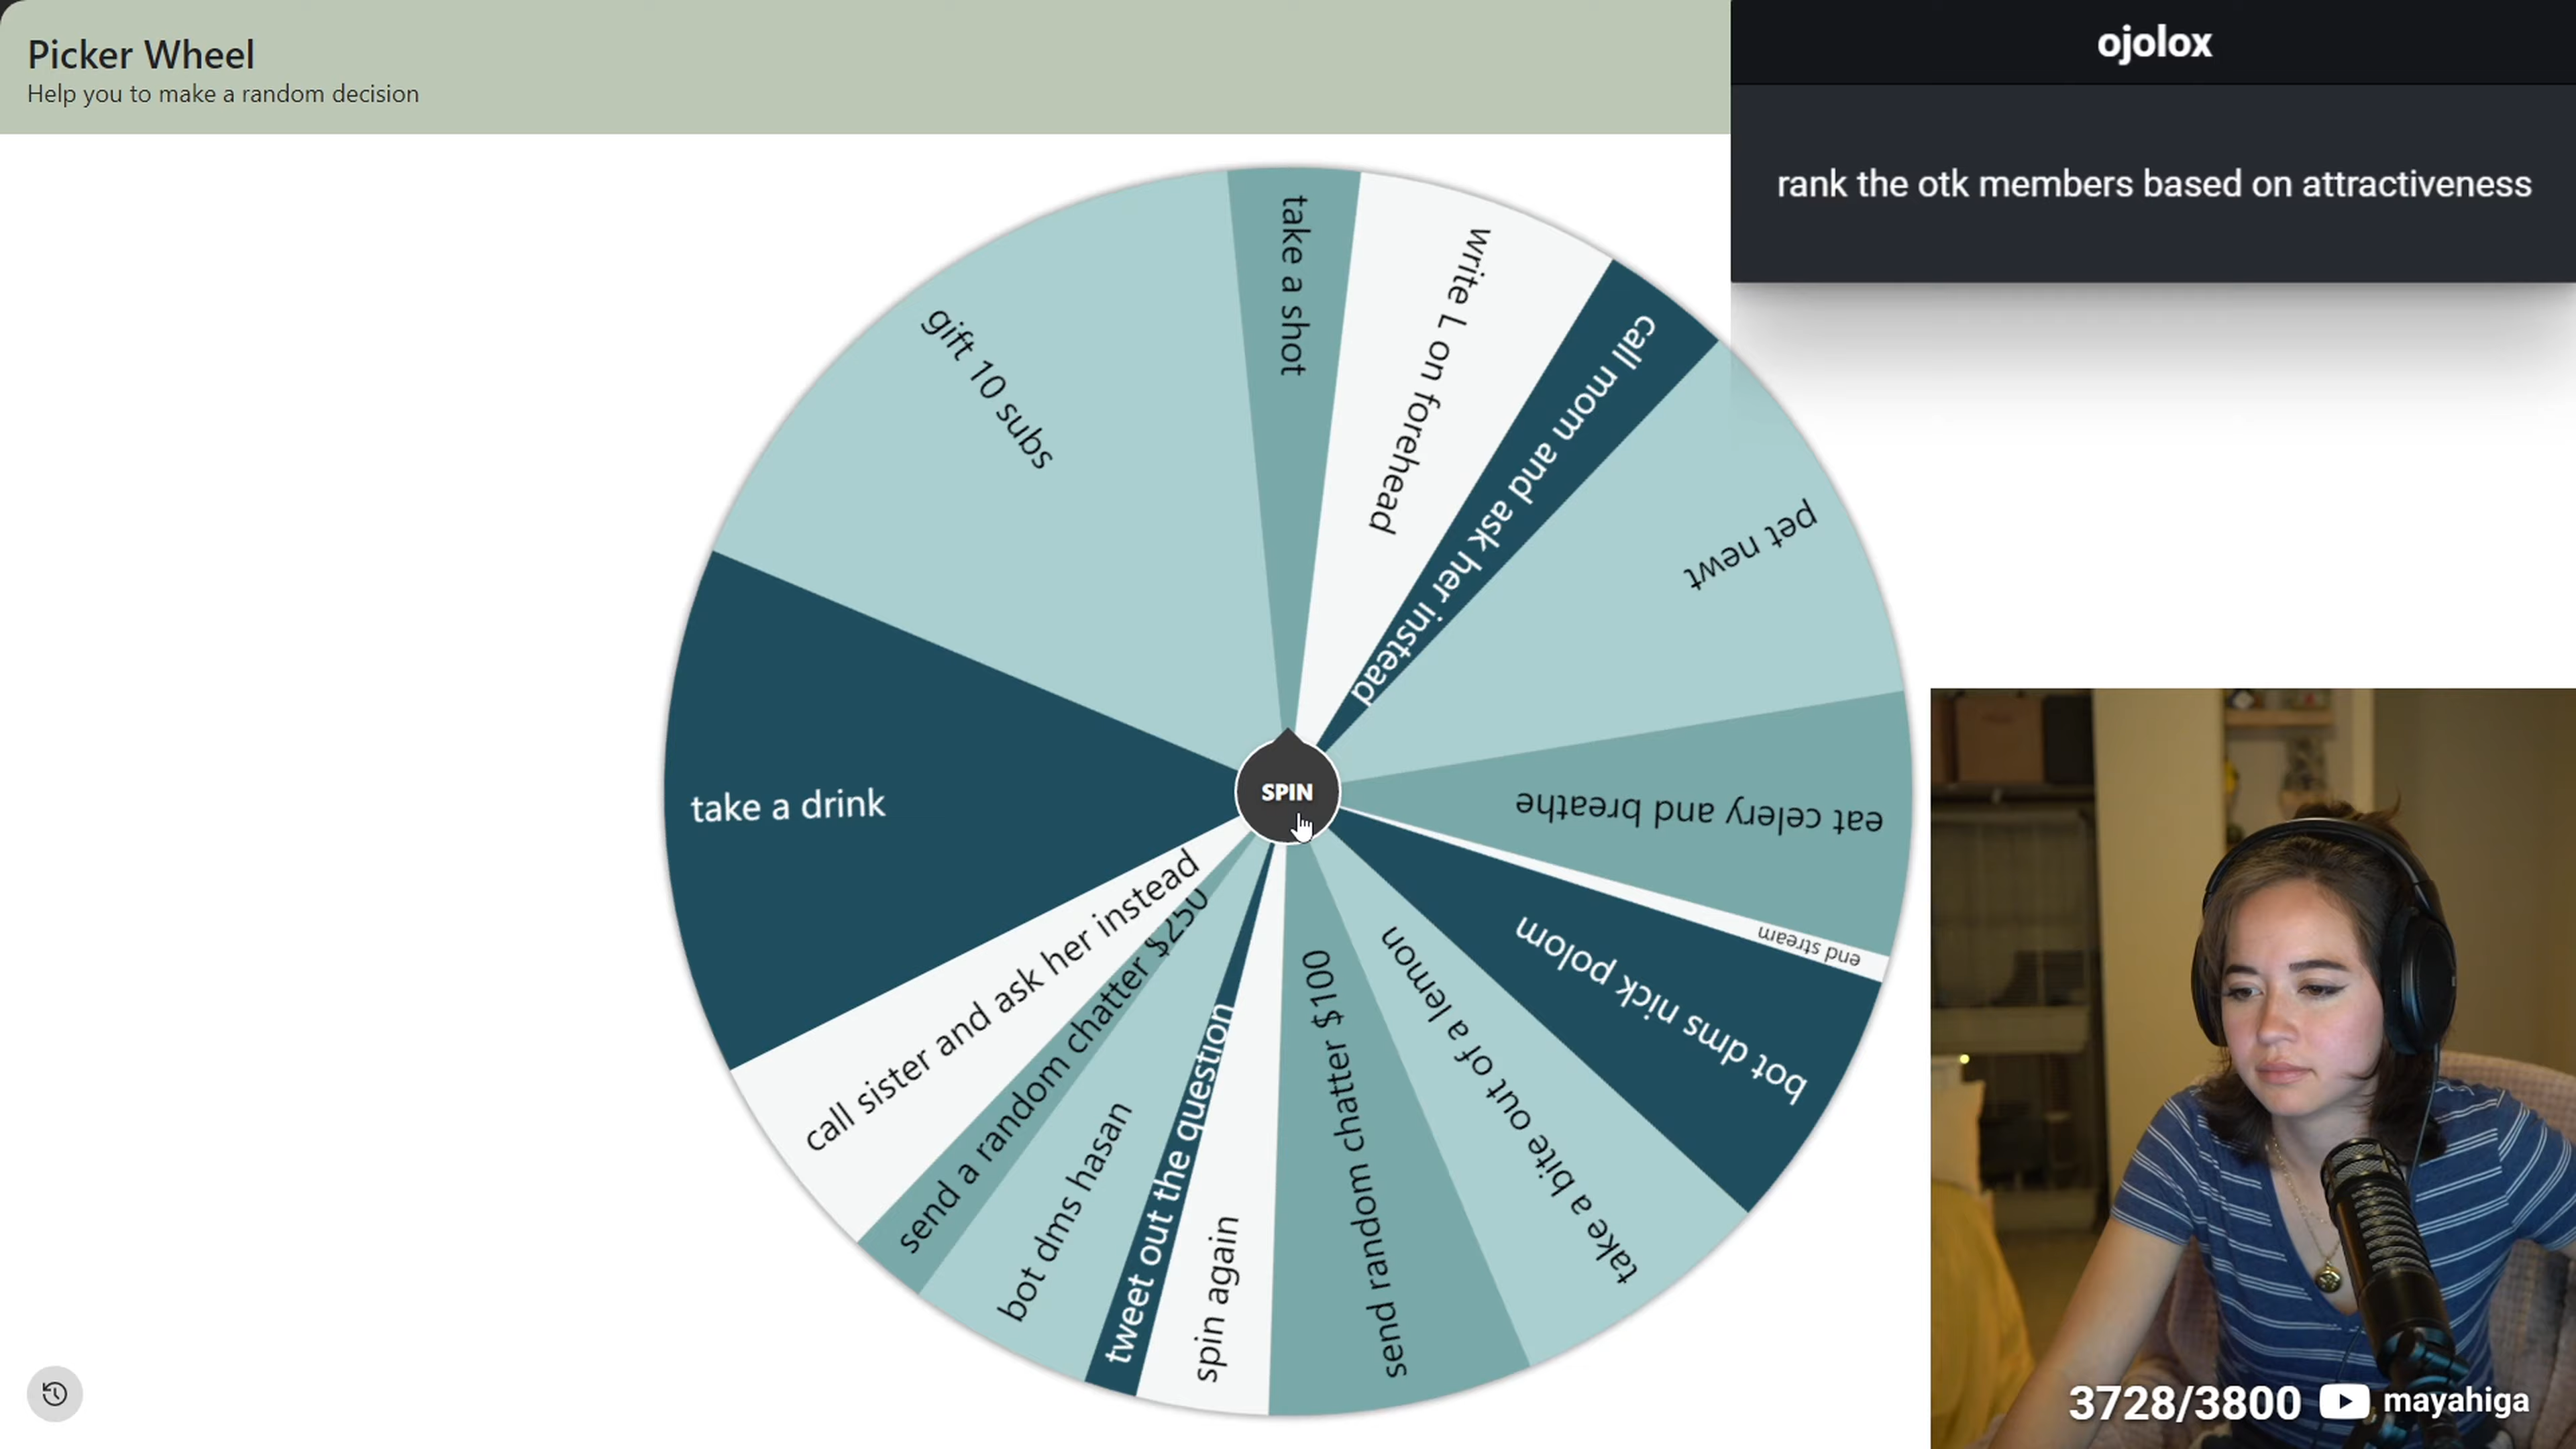 Picker Wheel
Help you to make a random decision
ojolox
rank the otk members based on attractiveness
take a shot
write L on forehead
call mom and ask her instead
pet newt
eat celery and breathe
end stream
bot dms nick polom
take a bite out of a lemon
send random chatter $100
spin again
tweet out the question
bot dms hasan
send a random chatter $250
call sister and ask her instead
take a drink
gift 10 subs
SPIN
3728/3800 mayahiga